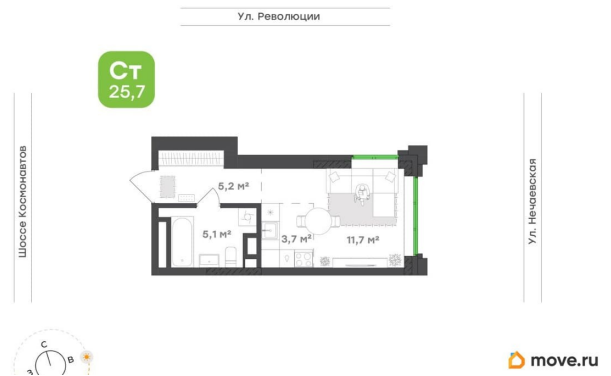 Ул. Революции
Ст
25,7
Шоссе Космонавтов
Ул. Нечаевская
5,2 м²
5,1 м²
3,7 м²
11,7 м²
С
В
З
move.ru